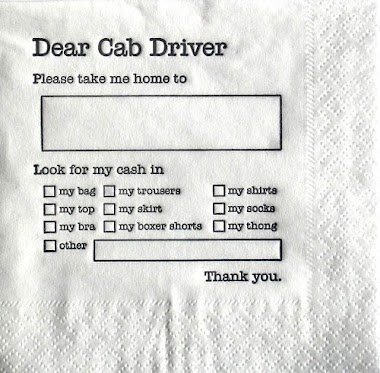 Dear Cab Driver
Please take me home to
Look for my cash in
my bag my trousers my shirts
my top my skirt my socks
my bra my boxer shorts my thong
other
Thank you.